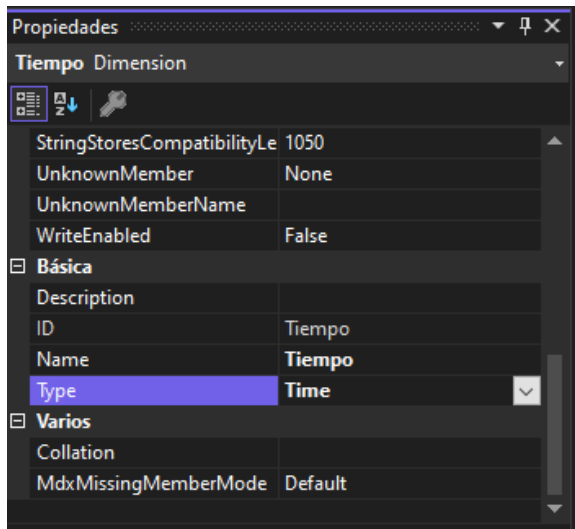 Propiedades
Tiempo Dimension
StringStoresCompatibilityLe 1050
UnknownMember None
UnknownMemberName
WriteEnabled False
Básica
Description
ID Tiempo
Name Tiempo
Type Time
Varios
Collation
MdxMissingMemberMode Default